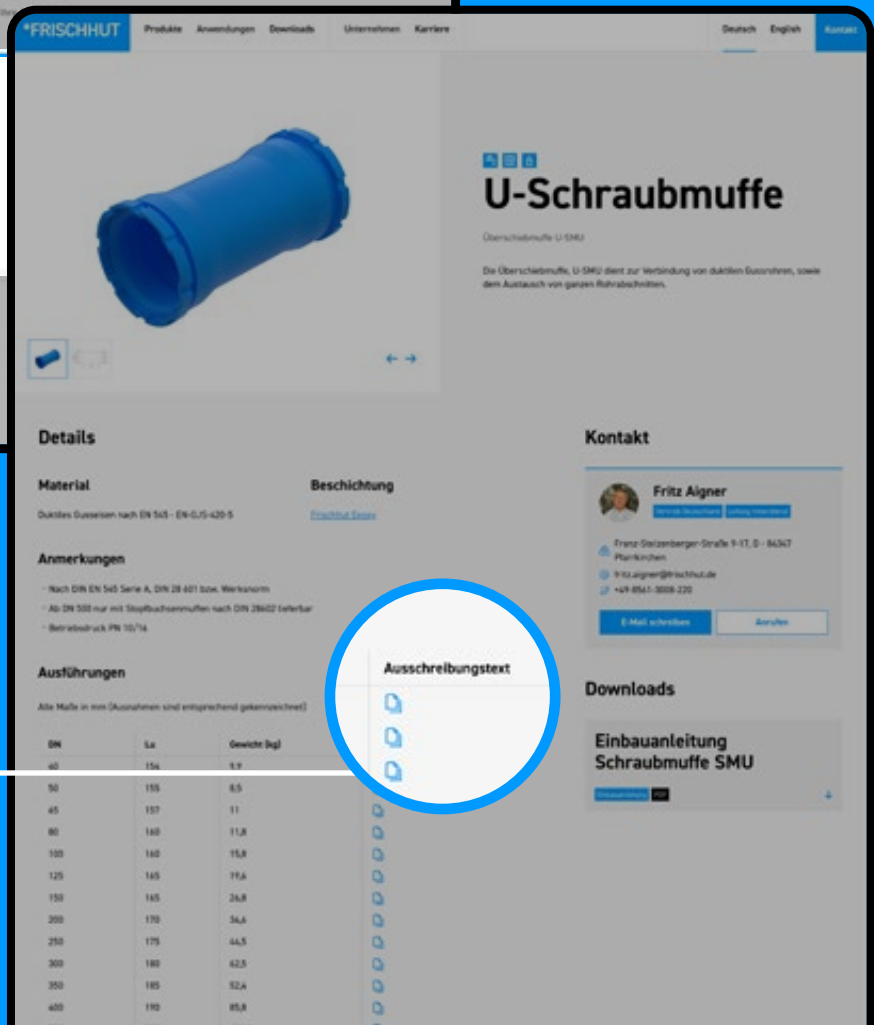 *FRISCHHUT
Produkte Anwendungen Downloads Unternehmen Karriere Deutsch English Kontakt
U-Schraubmuffe
Überschiebmuffe U-SMU
Die Überschiebmuffe, U-SMU dient zur Verbindung von duktilen Gussrohren, sowie
dem Austausch von ganzen Rohrabschnitten.
Details
Material
Beschichtung
Duktiles Gusseisen nach EN 545 - EN-GJS-420-5
Frischhut Epoxy
Anmerkungen
- Nach DIN EN 545 Serie A, DIN 28 601 bzw. Werksnorm
- Ab DN 500 nur mit Stopfbuchsenmuffen nach DIN 28602 lieferbar
- Betriebsdruck PN 10/16
Ausführungen
Alle Maße in mm (Ausnahmen sind entsprechend gekennzeichnet)
DN Lu Gewicht [kg] Ausschreibungstext
40 154 9,9
50 155 8,5
65 157 11
80 160 11,8
100 160 15,8
125 165 19,6
150 165 26,8
200 170 34,6
250 175 44,5
300 180 62,5
350 185 52,4
400 190 85,8
Kontakt
Fritz Aigner
Vertrieb Deutschland
Franz-Stelzenberger-Straße 9-17, D - 84347
Pfarrkirchen
fritz.aigner@frischhut.de
+49-8561-3008-220
E-Mail schreiben Anrufen
Downloads
Einbauanleitung
Schraubmuffe SMU
Einbauanleitung PDF